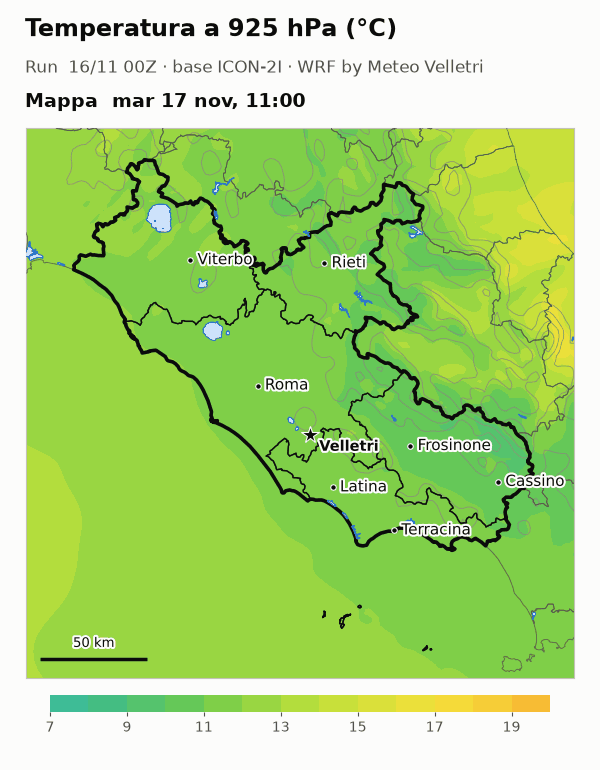 Temperatura a 925 hPa (°C)
Run  16/11 00Z · base ICON-2I · WRF by Meteo Velletri
Mappa  mar 17 nov, 11:00
Viterbo
Rieti
Roma
Velletri
Frosinone
Latina
Cassino
Terracina
50 km
7 9 11 13 15 17 19